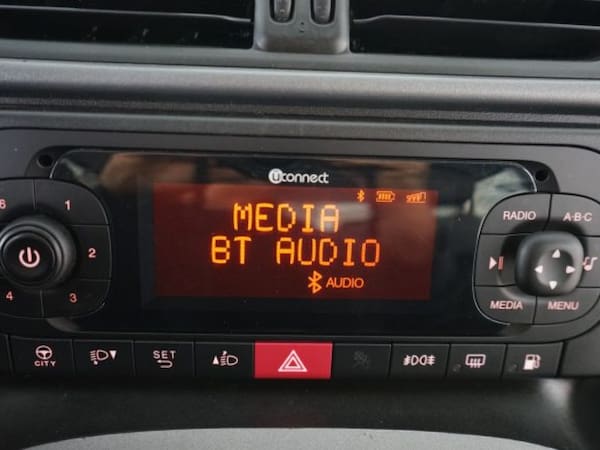 uconnect
MEDIA
BT AUDIO
AUDIO
6 1
2
4 3
RADIO A-B-C
MEDIA MENU
CITY
SET